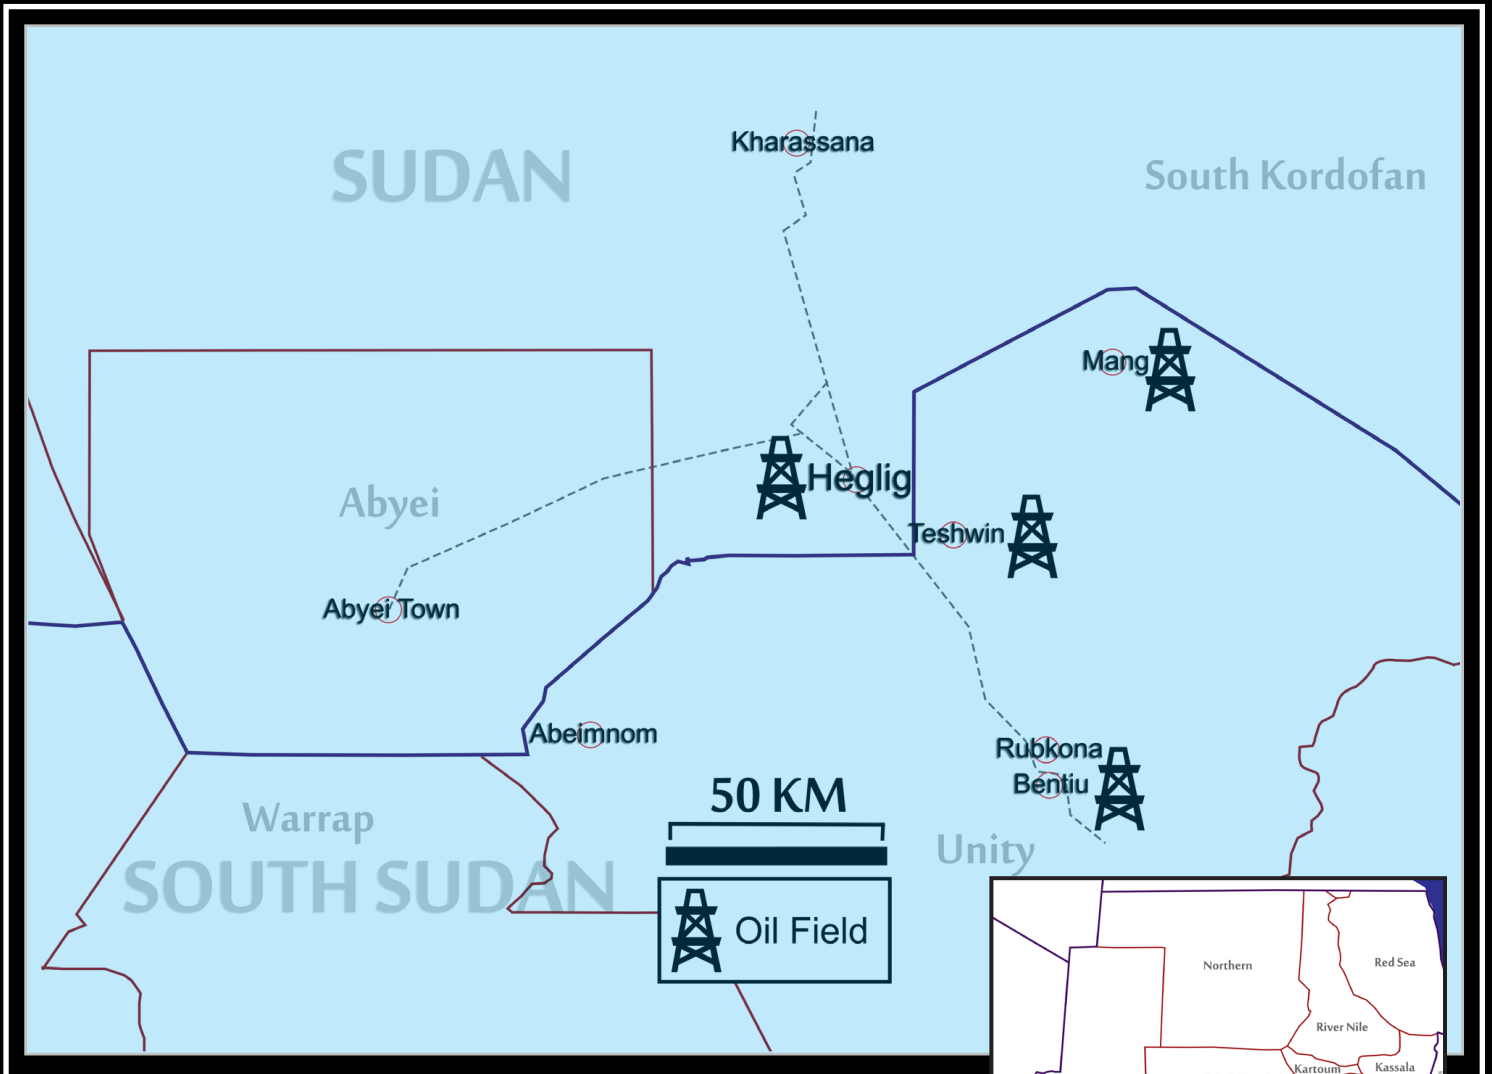 Kharassana
SUDAN
South Kordofan
Mang
Heglig
Abyei
Teshwin
Abyei Town
Abeimnom
Rubkona
Bentiu
50 KM
Warrap
Unity
SOUTH SUDAN
Oil Field
Northern
Red Sea
River Nile
Kartoum
Kassala